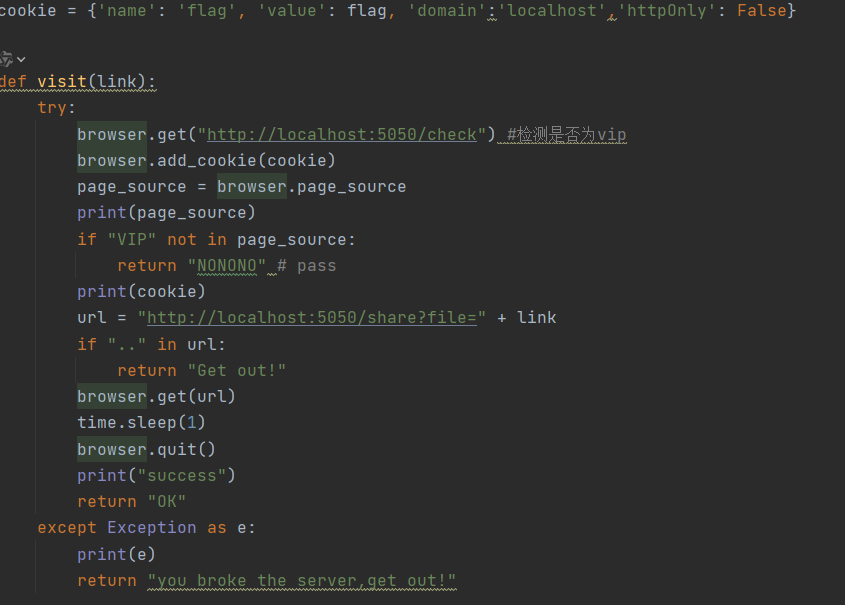 cookie = {'name': 'flag', 'value': flag, 'domain':'localhost','httpOnly': False}
def visit(link):
    try:
        browser.get("http://localhost:5050/check") #检测是否为vip
        browser.add_cookie(cookie)
        page_source = browser.page_source
        print(page_source)
        if "VIP" not in page_source:
            return "NONONO" # pass
        print(cookie)
        url = "http://localhost:5050/share?file=" + link
        if ".." in url:
            return "Get out!"
        browser.get(url)
        time.sleep(1)
        browser.quit()
        print("success")
        return "OK"
    except Exception as e:
        print(e)
        return "you broke the server,get out!"